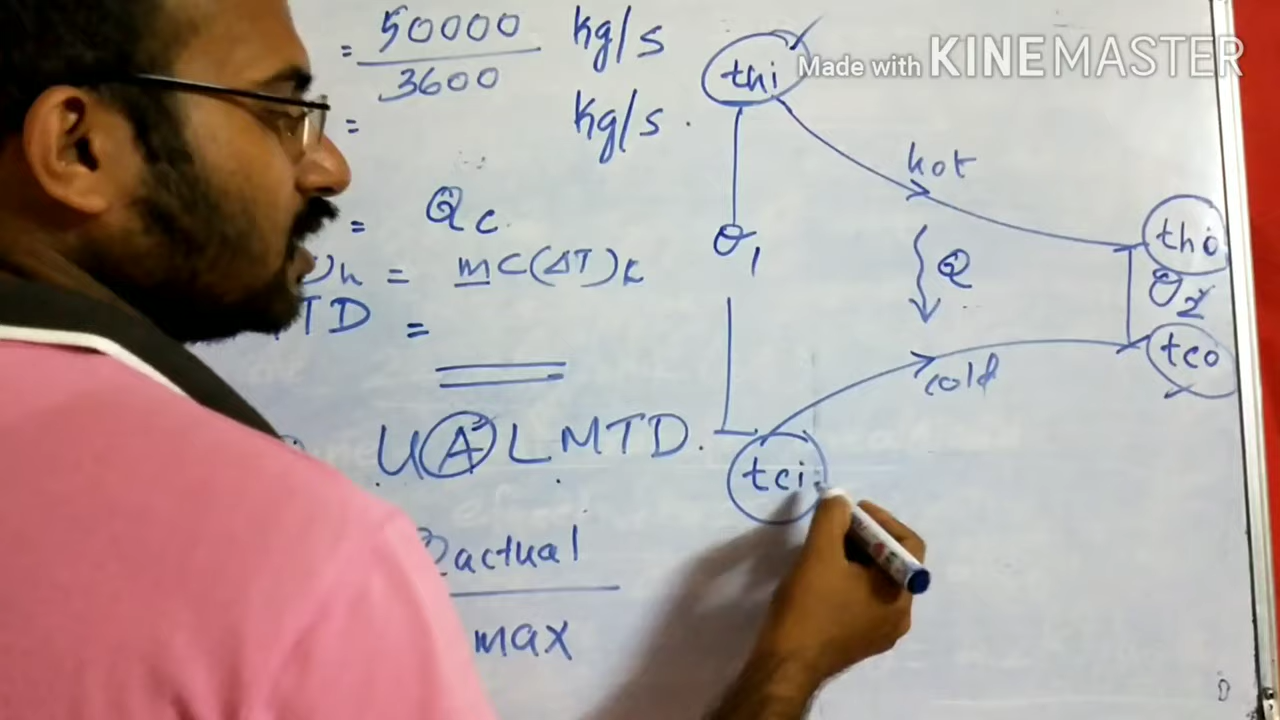 = 50000 kg/s
3600
= kg/s.
= Qc
h = mC(ΔT)h
TD =
UA LMTD.
Qactual
max
thi
Made with KINEMASTER
hot
tho
θ1
Q
θ2
tco
cold
tci